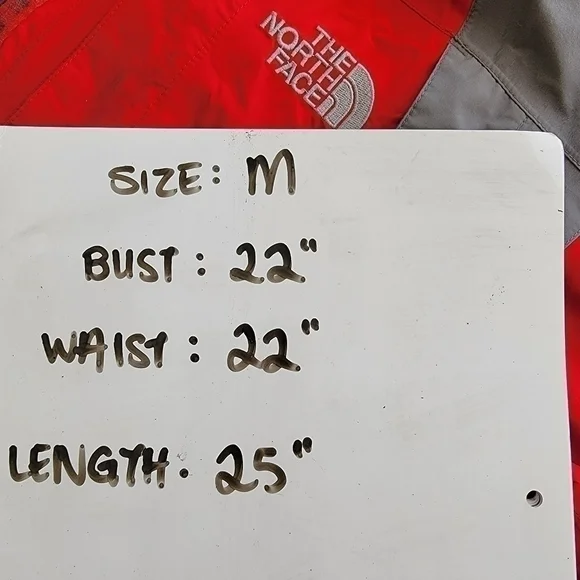 THE
NORTH
FACE
SIZE: M
BUST: 22"
WAIST: 22"
LENGTH. 25"